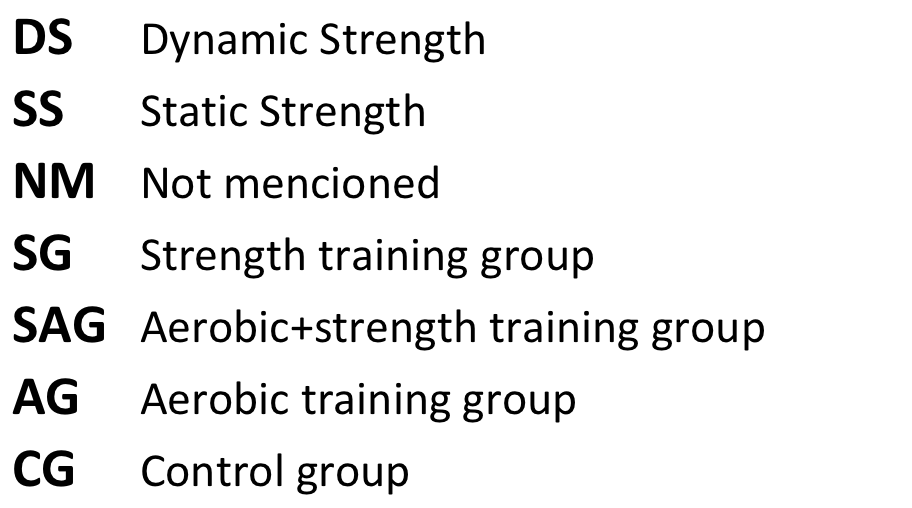 DS Dynamic Strength
SS Static Strength
NM Not mencioned
SG Strength training group
SAG Aerobic+strength training group
AG Aerobic training group
CG Control group